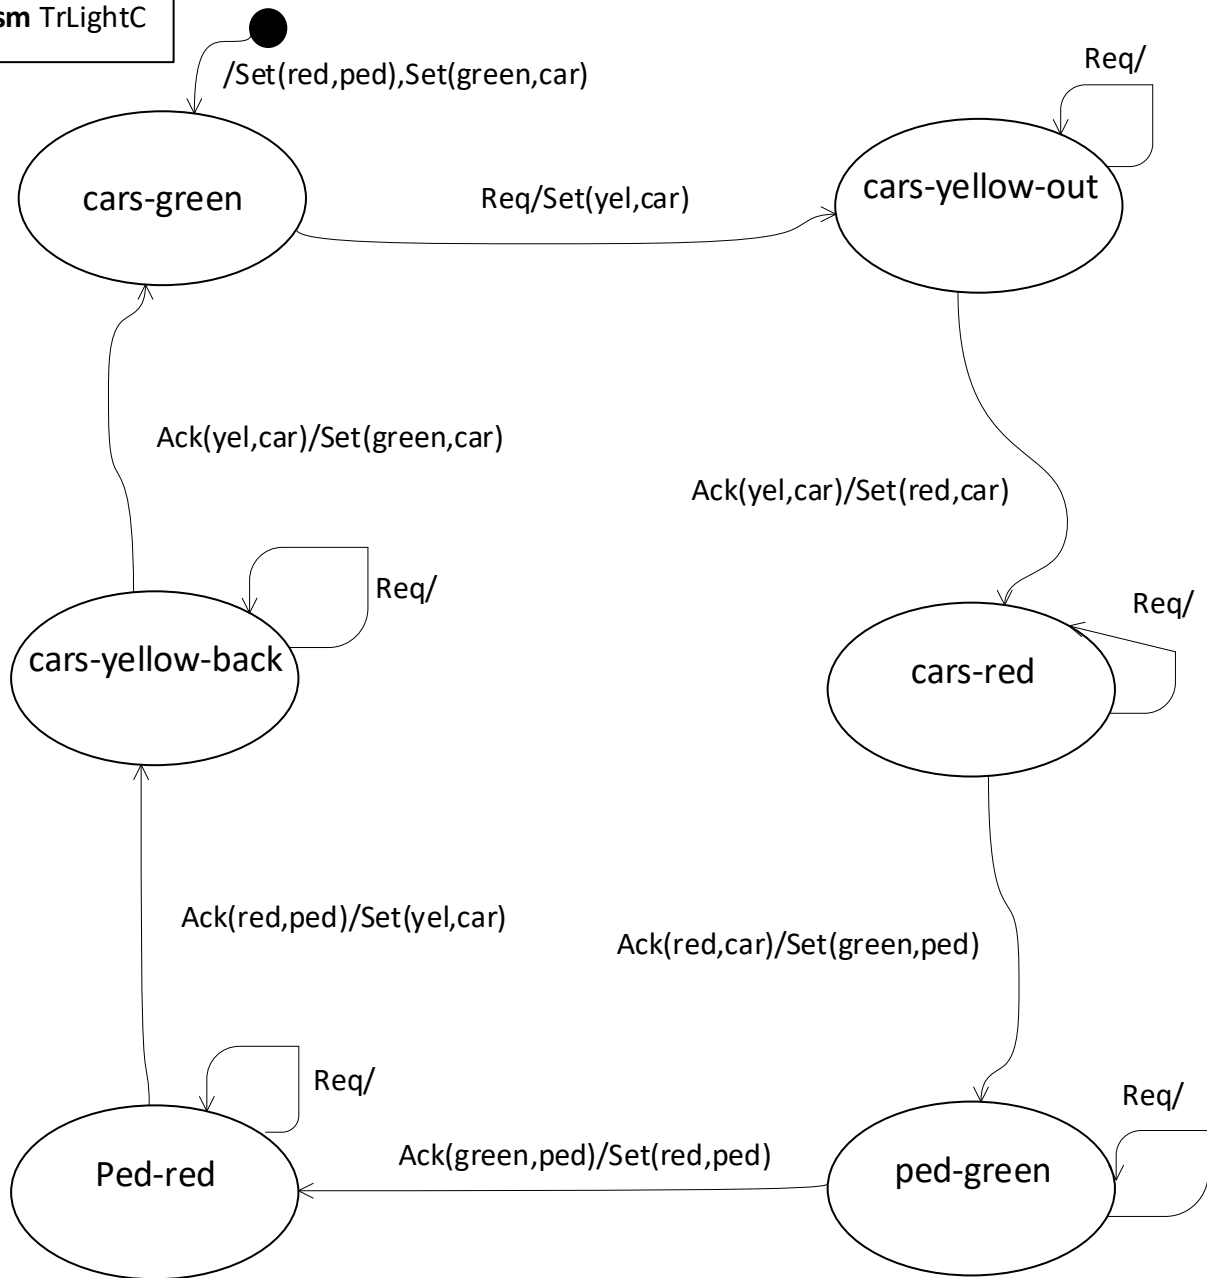 sm TrLightC
/Set(red,ped),Set(green,car)
Req/
cars-green
Req/Set(yel,car)
cars-yellow-out
Ack(yel,car)/Set(green,car)
Ack(yel,car)/Set(red,car)
Req/
Req/
cars-yellow-back
cars-red
Ack(red,ped)/Set(yel,car)
Ack(red,car)/Set(green,ped)
Req/
Req/
Ped-red
Ack(green,ped)/Set(red,ped)
ped-green